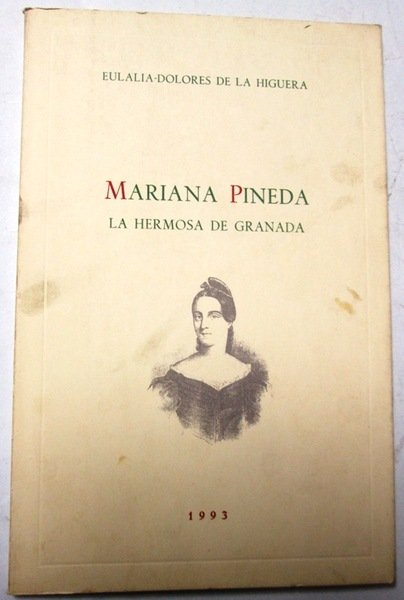 EULALIA-DOLORES DE LA HIGUERA
MARIANA PINEDA
LA HERMOSA DE GRANADA
1993